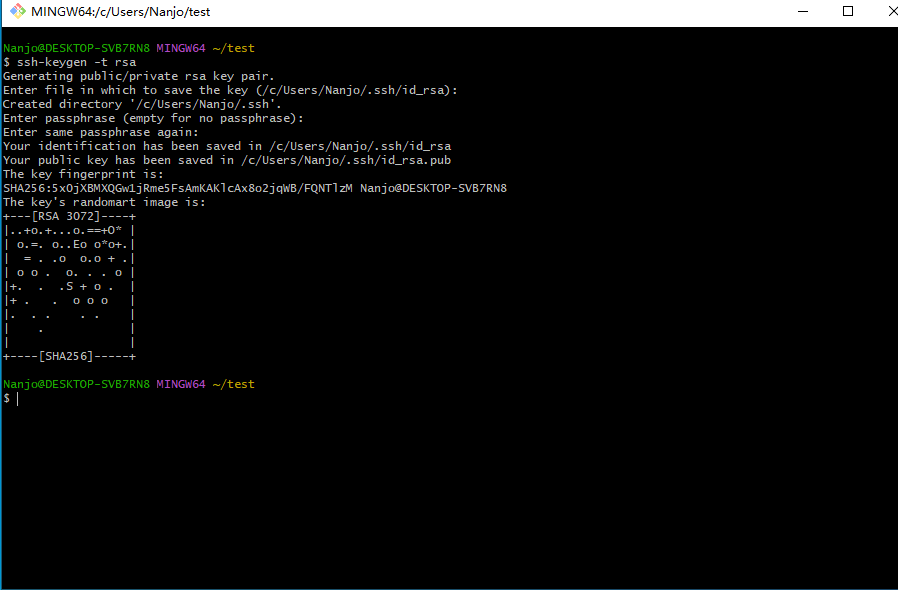 MINGW64:/c/Users/Nanjo/test
Nanjo@DESKTOP-SVB7RN8 MINGW64 ~/test
$ ssh-keygen -t rsa
Generating public/private rsa key pair.
Enter file in which to save the key (/c/Users/Nanjo/.ssh/id_rsa):
Created directory '/c/Users/Nanjo/.ssh'.
Enter passphrase (empty for no passphrase):
Enter same passphrase again:
Your identification has been saved in /c/Users/Nanjo/.ssh/id_rsa
Your public key has been saved in /c/Users/Nanjo/.ssh/id_rsa.pub
The key fingerprint is:
SHA256:5xOjXBMXQGw1jRme5FsAmKAKlcAx8o2jqWB/FQNTlzM Nanjo@DESKTOP-SVB7RN8
The key's randomart image is:
+---[RSA 3072]----+
|..+o.+...o.==+O* |
| o.=. o..Eo o*o+.|
|  = . .o  o.o + .|
| o o .  o. . . o |
|+.  .  .S + o .  |
|+ .   .  o o o   |
|.  . .    . .    |
|    .            |
|                 |
+----[SHA256]-----+
Nanjo@DESKTOP-SVB7RN8 MINGW64 ~/test
$